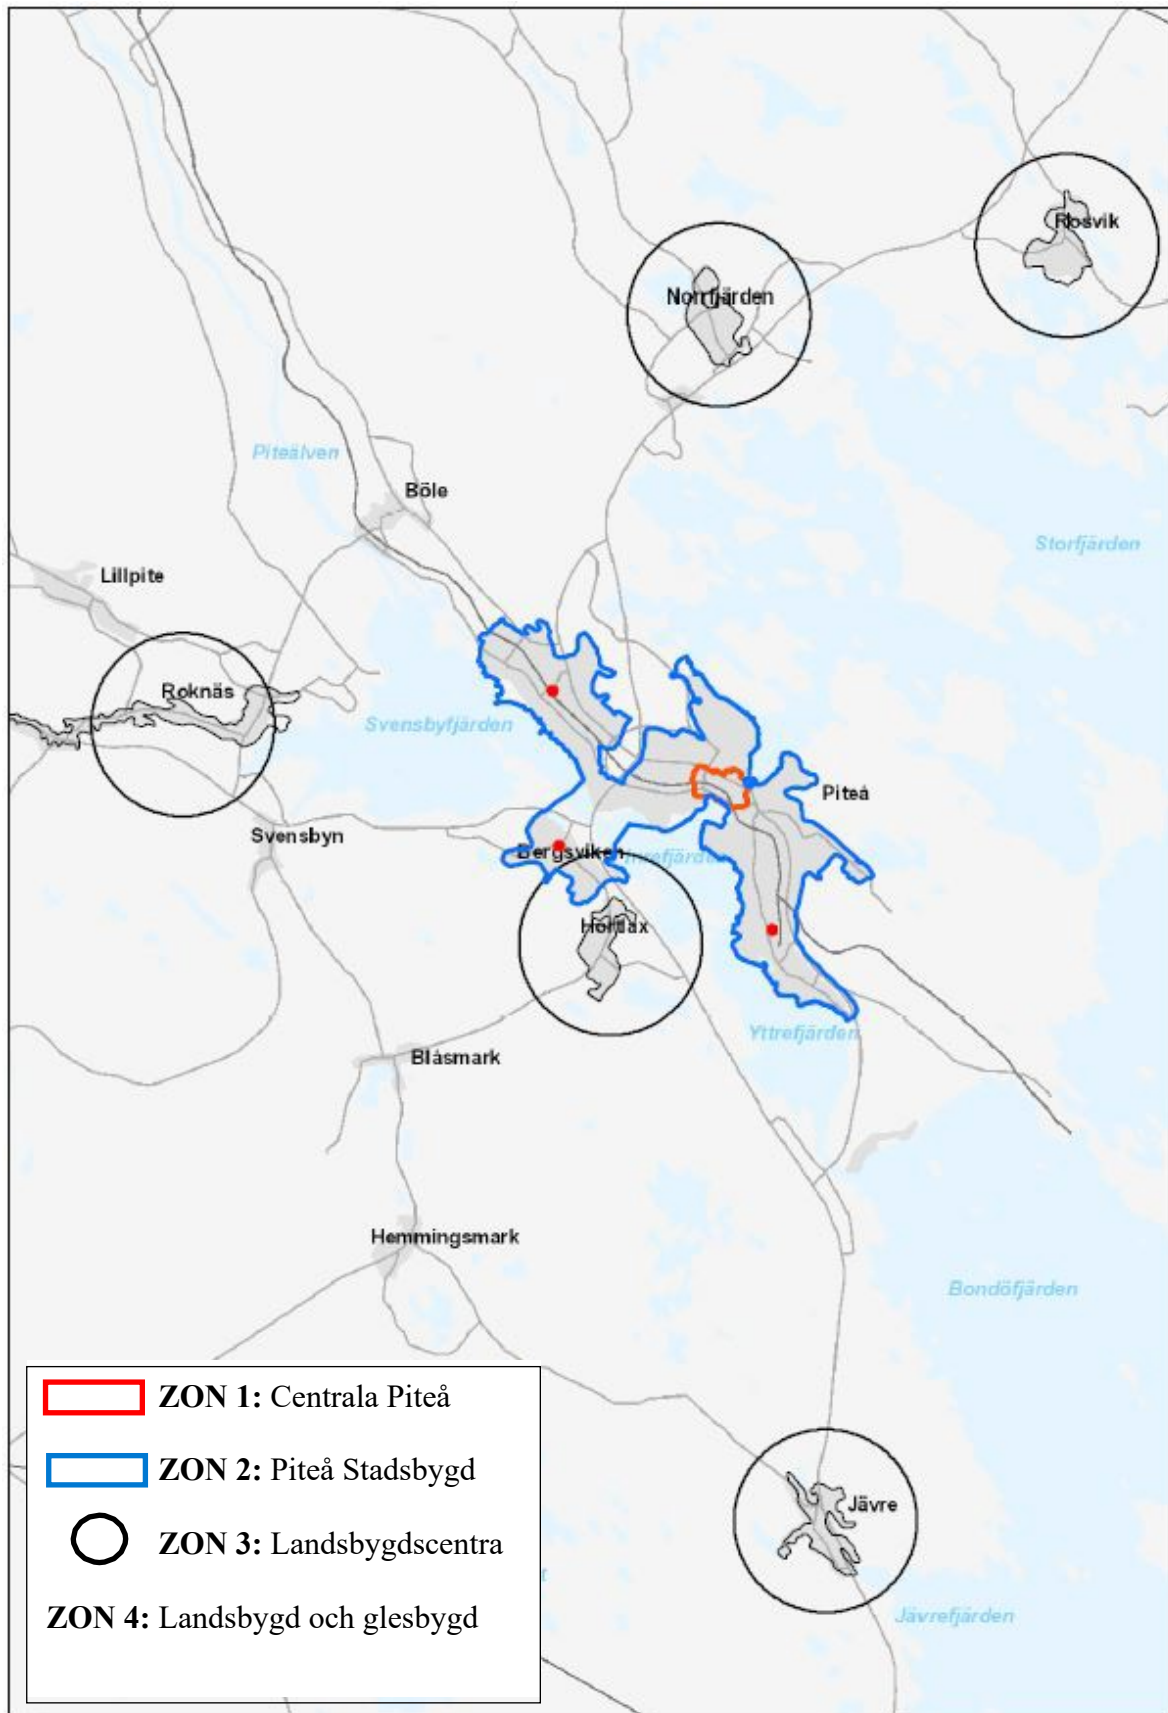 Rosvik
Norrfjärden
Piteälven
Böle
Storfjärden
Lillpite
Roknäs
Svensbyfjärden
Piteå
Svensbyn
Bergsviken
Inrefjärden
Hortlax
Yttrefjärden
Blåsmark
Hemmingsmark
Bondöfjärden
ZON 1: Centrala Piteå
ZON 2: Piteå Stadsbygd
Jävre
ZON 3: Landsbygdscentra
t
Jävrefjärden
ZON 4: Landsbygd och glesbygd